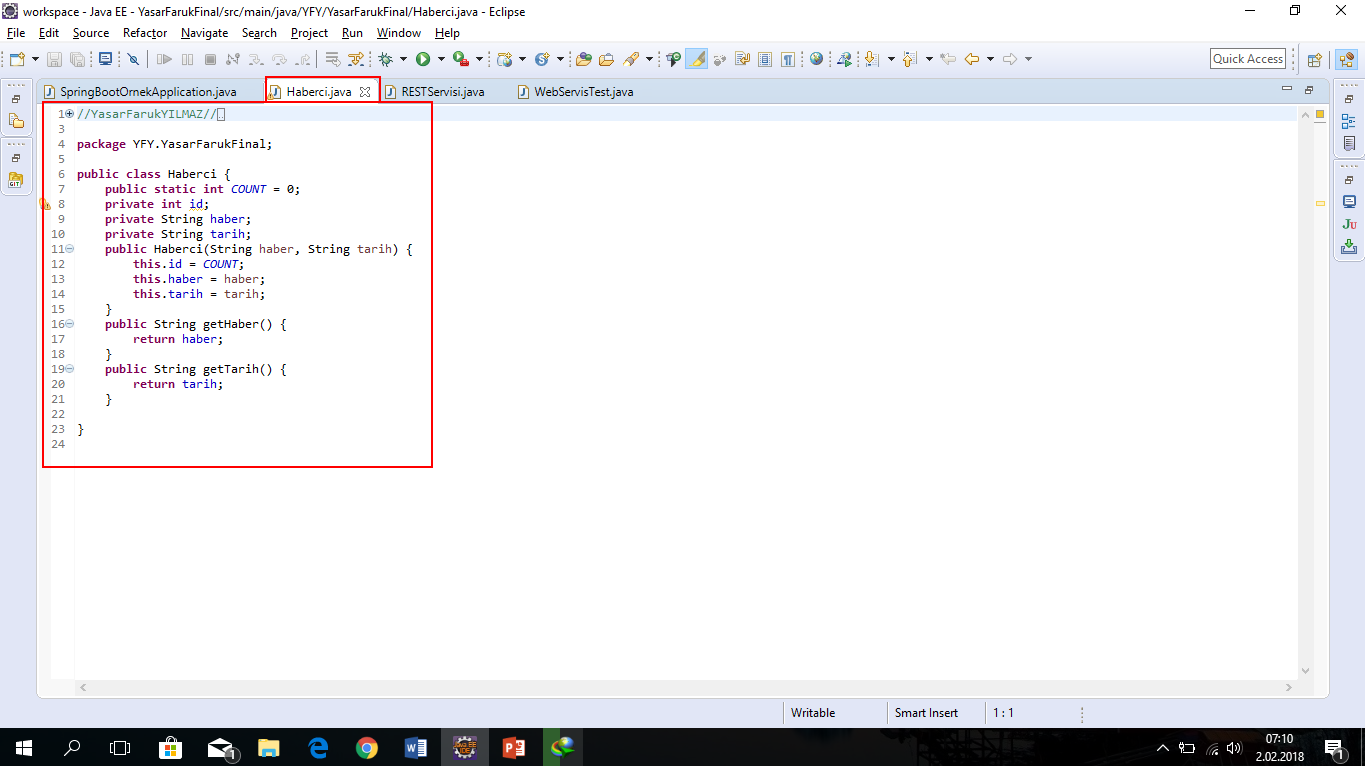 workspace - Java EE - YasarFarukFinal/src/main/java/YFY/YasarFarukFinal/Haberci.java - Eclipse
File Edit Source Refactor Navigate Search Project Run Window Help
Quick Access
SpringBootOrnekApplication.java Haberci.java RESTServisi.java WebServisTest.java
1 //YasarFarukYILMAZ//
3
4 package YFY.YasarFarukFinal;
5
6 public class Haberci {
7 public static int COUNT = 0;
8 private int id;
9 private String haber;
10 private String tarih;
11 public Haberci(String haber, String tarih) {
12 this.id = COUNT;
13 this.haber = haber;
14 this.tarih = tarih;
15 }
16 public String getHaber() {
17 return haber;
18 }
19 public String getTarih() {
20 return tarih;
21 }
22
23 }
24
Writable Smart Insert 1 : 1
07:10
2.02.2018